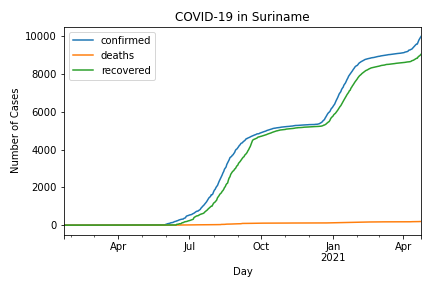 COVID-19 in Suriname
confirmed
deaths
recovered
Number of Cases
10000
8000
6000
4000
2000
0
Apr
Jul
Oct
Jan
2021
Apr
Day